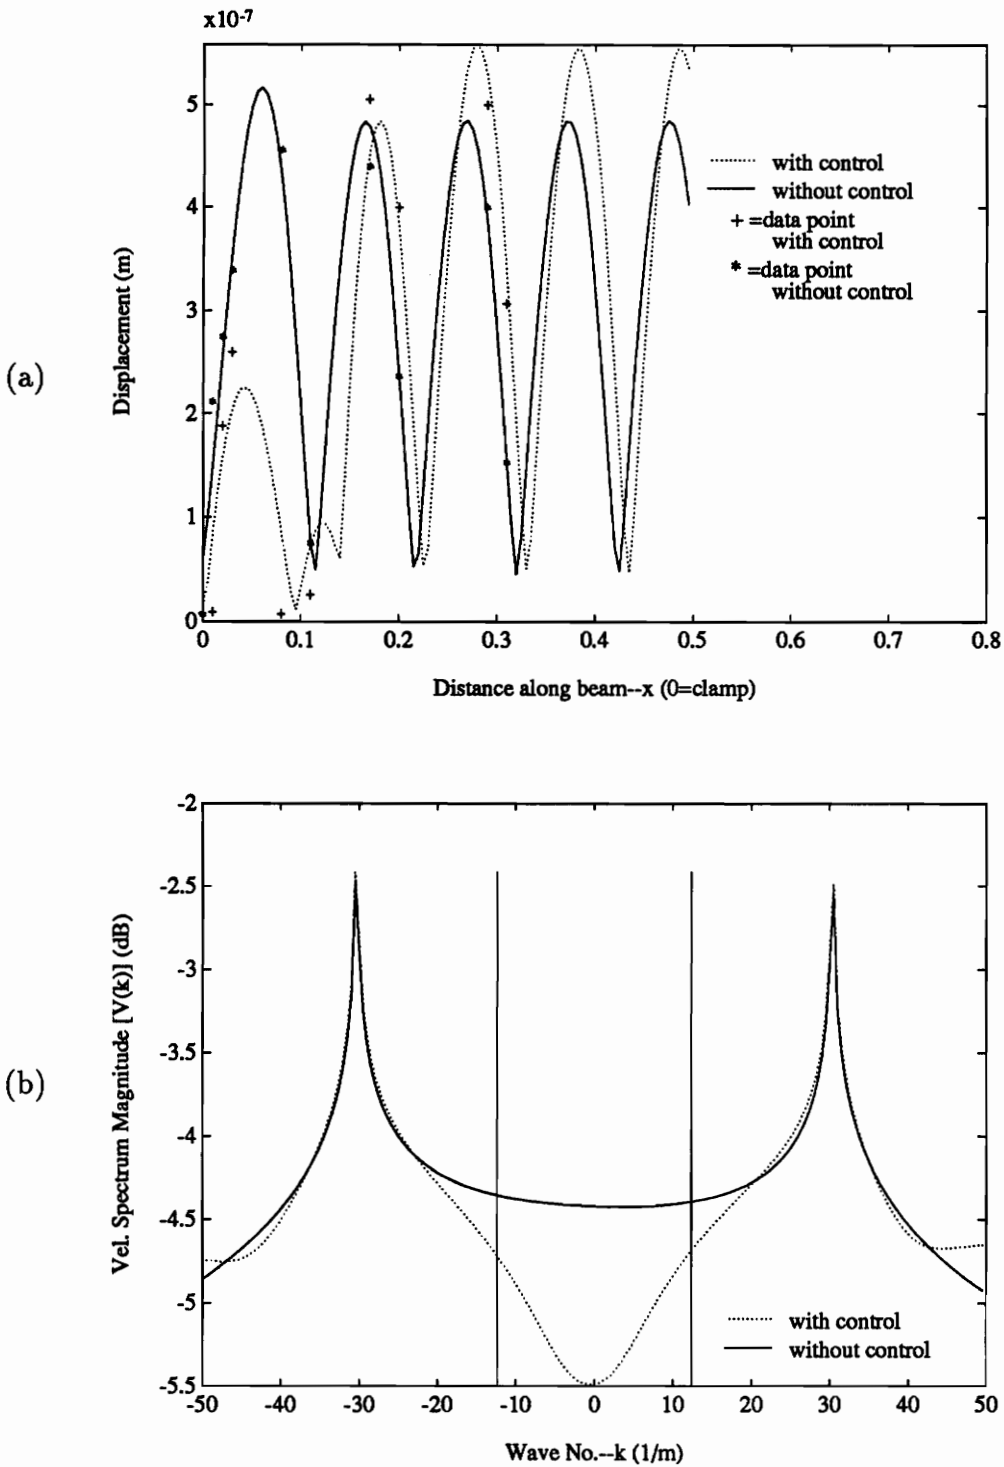 x10-7
5
4
3
2
1
0
0 0.1 0.2 0.3 0.4 0.5 0.6 0.7 0.8
Displacement (m)
Distance along beam--x (0=clamp)
with control
without control
+ =data point
with control
* =data point
without control
(a)
-2
-2.5
-3
-3.5
-4
-4.5
-5
-5.5
-50 -40 -30 -20 -10 0 10 20 30 40 50
Vel. Spectrum Magnitude [V(k)] (dB)
Wave No.--k (1/m)
with control
without control
(b)